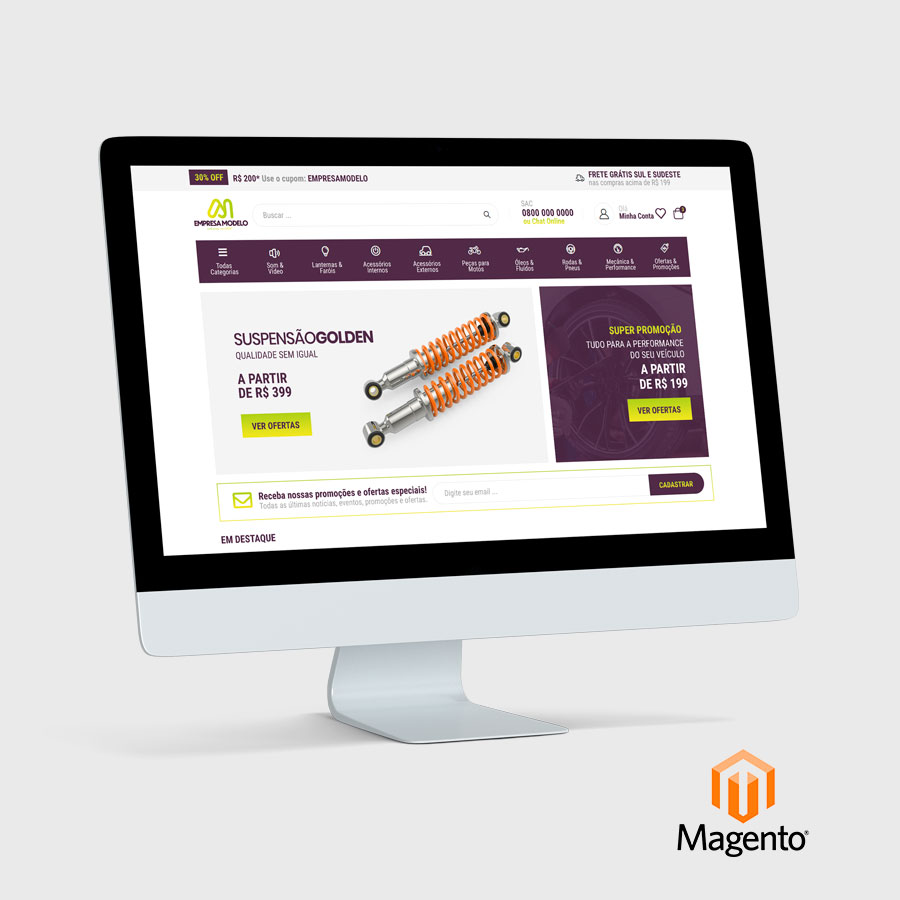 30% OFF R$ 200* Use o cupom: EMPRESAMODELO
FRETE GRÁTIS SUL E SUDESTE
nas compras acima de R$ 199
EMPRESA MODELO
Buscar ...
SAC
0800 000 0000
ou Chat Online
Olá
Minha Conta
Todas
Categorias
Som &
Vídeo
Lanternas &
Faróis
Acessórios
Internos
Acessórios
Externos
Peças para
Motos
Óleos &
Fluídos
Rodas &
Pneus
Mecânica &
Performance
Ofertas &
Promoções
SUSPENSÃOGOLDEN
QUALIDADE SEM IGUAL
A PARTIR
DE R$ 399
VER OFERTAS
SUPER PROMOÇÃO
TUDO PARA A PERFORMANCE
DO SEU VEÍCULO
A PARTIR
DE R$ 199
VER OFERTAS
Receba nossas promoções e ofertas especiais!
Todas as últimas notícias, eventos, promoções e ofertas.
Digite seu email ...
CADASTRAR
EM DESTAQUE
Magento®